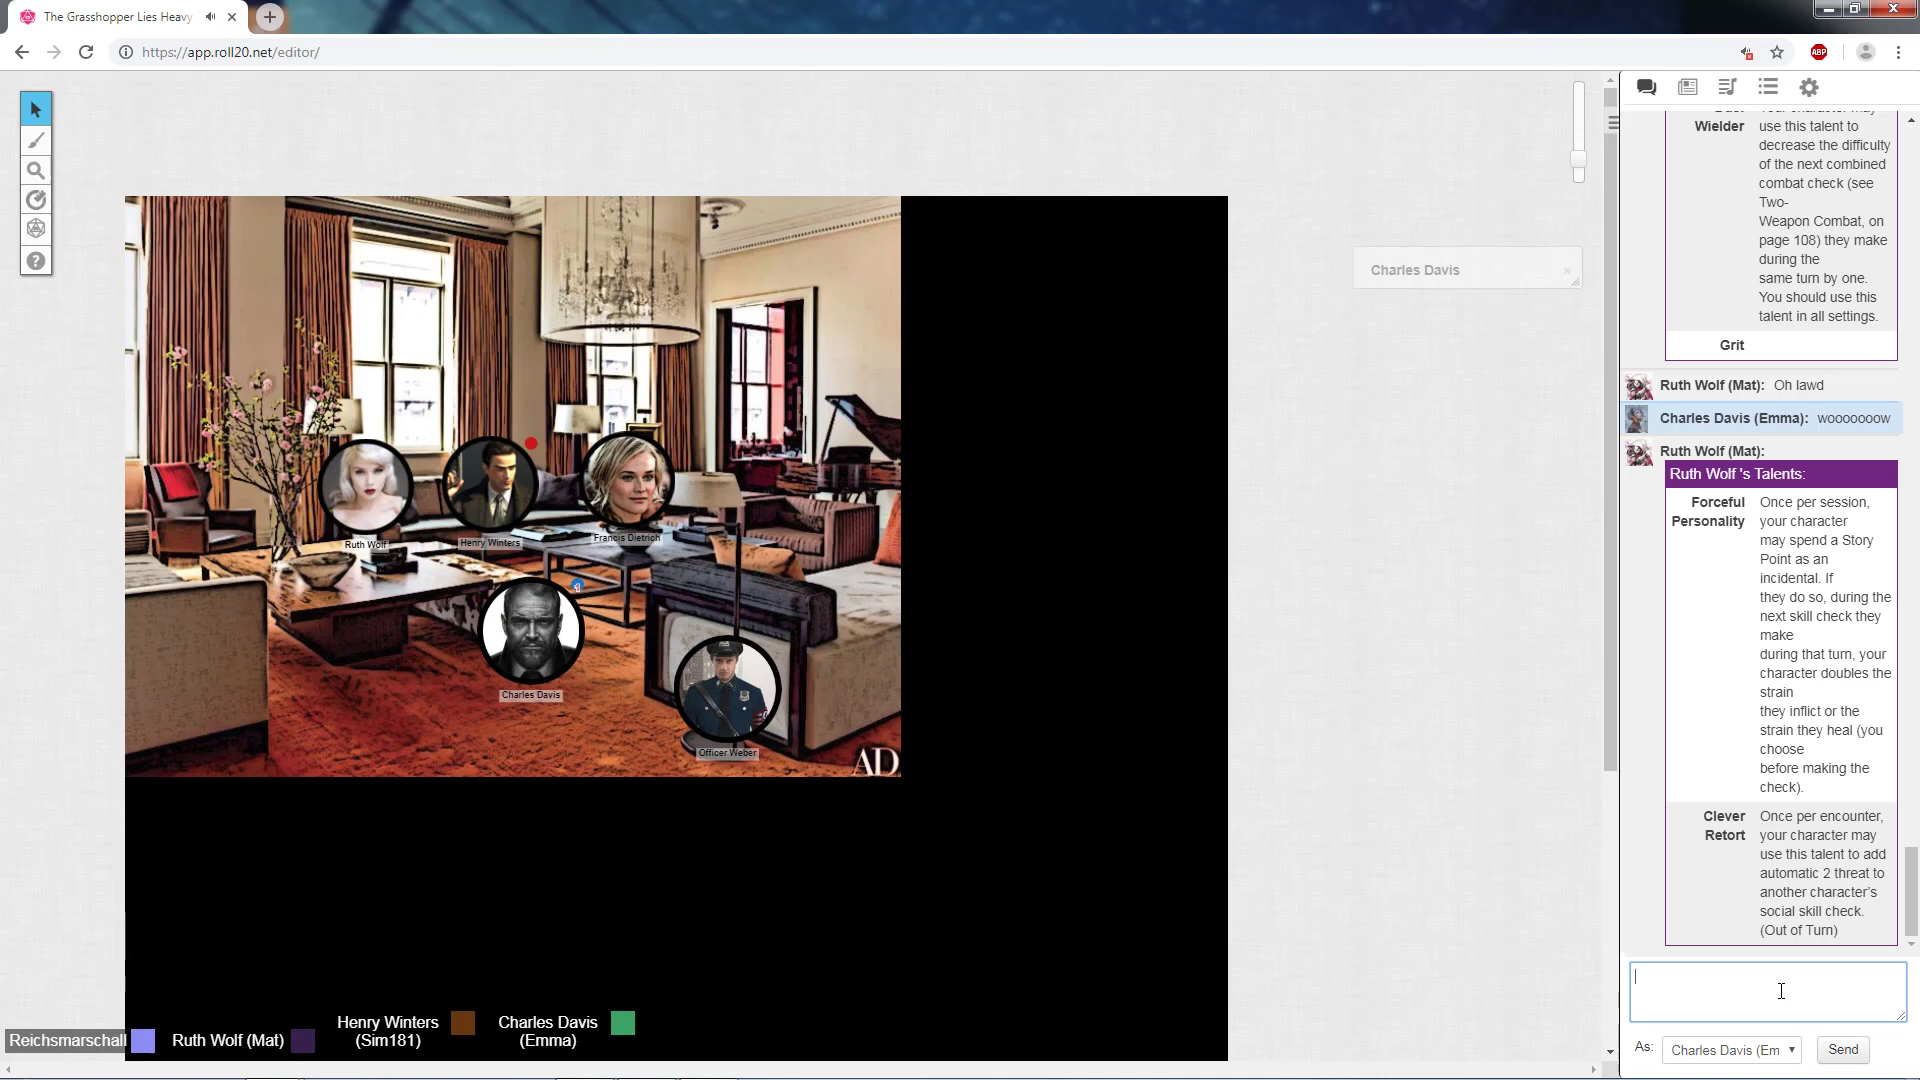 The Grasshopper Lies Heavy
https://app.roll20.net/editor/
ABP
Wielder
use this talent to
decrease the difficulty
of the next combined
combat check (see
Two-
Weapon Combat, on
page 108) they make
during the
same turn by one.
You should use this
talent in all settings.
Grit
Ruth Wolf (Mat): Oh lawd
Charles Davis (Emma): wooooooow
Ruth Wolf (Mat):
Ruth Wolf 's Talents:
Forceful
Personality
Once per session,
your character
may spend a Story
Point as an
incidental. If
they do so, during the
next skill check they
make
during that turn, your
character doubles the
strain
they inflict or the
strain they heal (you
choose
before making the
check).
Clever
Retort
Once per encounter,
your character may
use this talent to add
automatic 2 threat to
another character's
social skill check.
(Out of Turn)
As: Charles Davis (Em
Send
Charles Davis
Ruth Wolf
Henry Winters
Francis Dietrich
Charles Davis
Officer Weber
AD
Reichsmarschall
Ruth Wolf (Mat)
Henry Winters
(Sim181)
Charles Davis
(Emma)